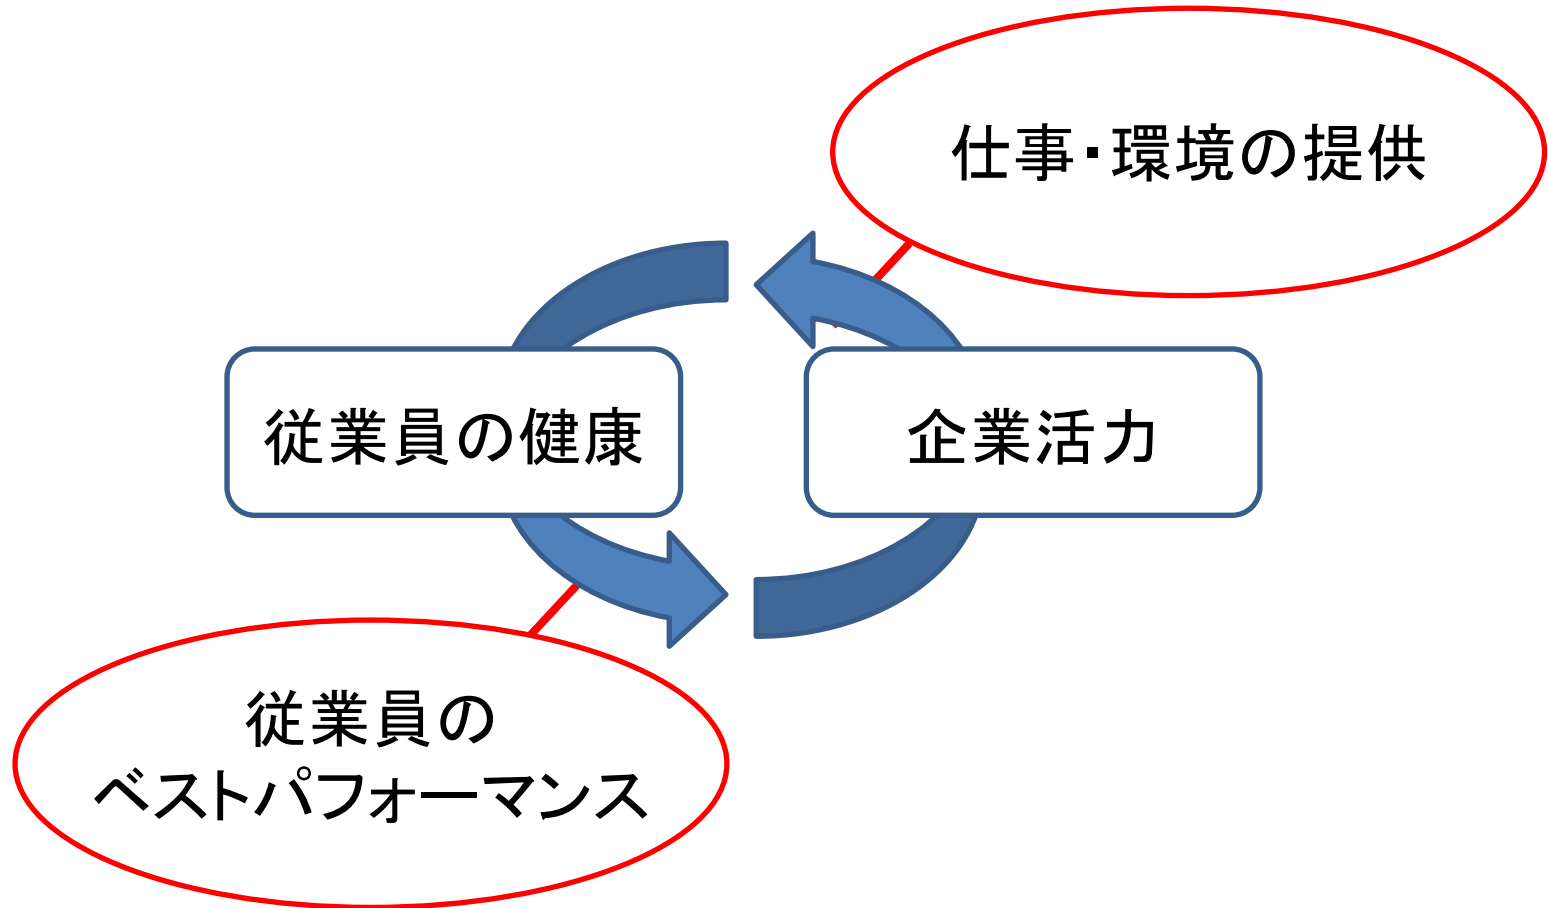 仕事・環境の提供
従業員の健康
企業活力
従業員の
ベストパフォーマンス